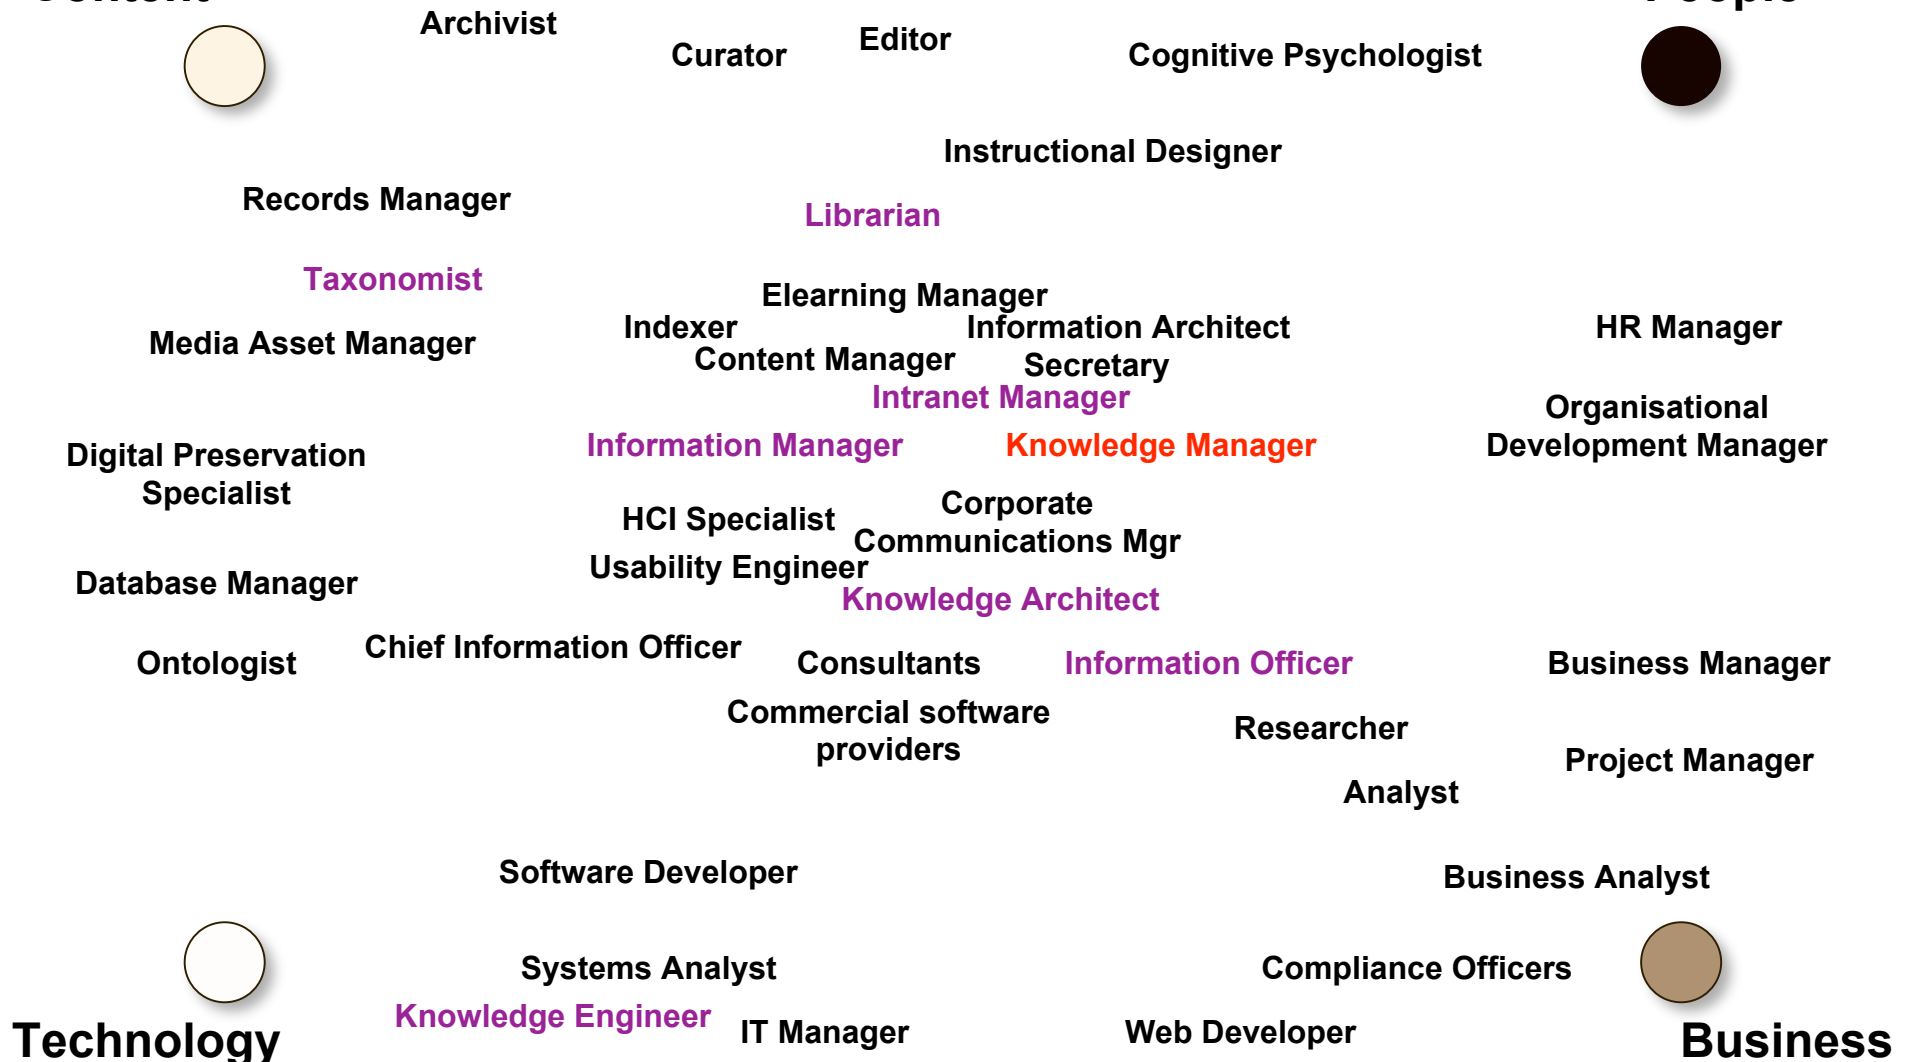 Content
People
Archivist
Editor
Curator
Cognitive Psychologist
Instructional Designer
Records Manager
Librarian
Taxonomist
Elearning Manager
Indexer
Information Architect
HR Manager
Media Asset Manager
Content Manager
Secretary
Intranet Manager
Organisational
Development Manager
Information Manager
Knowledge Manager
Digital Preservation
Specialist
Corporate
Communications Mgr
HCI Specialist
Usability Engineer
Database Manager
Knowledge Architect
Chief Information Officer
Ontologist
Consultants
Information Officer
Business Manager
Commercial software
providers
Researcher
Project Manager
Analyst
Software Developer
Business Analyst
Systems Analyst
Compliance Officers
Knowledge Engineer
IT Manager
Web Developer
Technology
Business